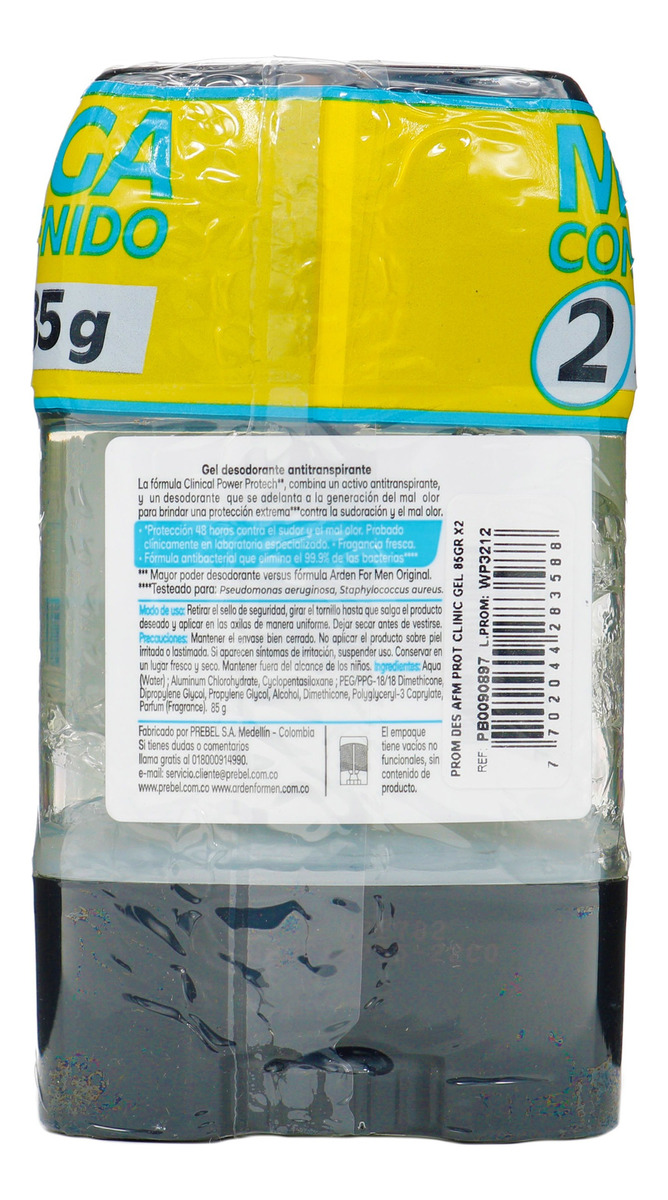 GA
NIDO
85g
M
CON
2
Gel desodorante antitranspirante
La fórmula Clinical Power Protech**, combina un activo antitranspirante,
y un desodorante que se adelanta a la generación del mal olor
para brindar una protección extrema***contra la sudoración y el mal olor.
• *Protección 48 horas contra el sudor y el mal olor. Probado
clínicamente en laboratorio especializado. • Fragancia fresca.
• Fórmula antibacterial que elimina el 99.9% de las bacterias****
*** Mayor poder desodorante versus fórmula Arden For Men Original.
****Testeado para: Pseudomonas aeruginosa, Staphylococcus aureus.
Modo de uso: Retirar el sello de seguridad, girar el tornillo hasta que salga el producto
deseado y aplicar en las axilas de manera uniforme. Dejar secar antes de vestirse.
Precauciones: Mantener el envase bien cerrado. No aplicar el producto sobre piel
irritada o lastimada. Si aparecen síntomas de irritación, suspender uso. Conservar en
un lugar fresco y seco. Mantener fuera del alcance de los niños. Ingredientes: Aqua
(Water) ; Aluminum Chlorohydrate, Cyclopentasiloxane ; PEG/PPG-18/18 Dimethicone,
Dipropylene Glycol, Propylene Glycol, Alcohol, Dimethicone, Polyglyceryl-3 Caprylate,
Parfum (Fragrance). 85 g
Fabricado por PREBEL S.A. Medellín - Colombia
Si tienes dudas o comentarios
llama gratis al 018000914990.
e-mail: servicio.cliente@prebel.com.co
www.prebel.com.co www.ardenformen.com.co
El empaque
tiene vacíos no
funcionales, sin
contenido de
producto.
PROM DES AFM PROT CLINIC GEL 85GR X2
REF: PB0090897 L.PROM: WP3212
7 702044 283588